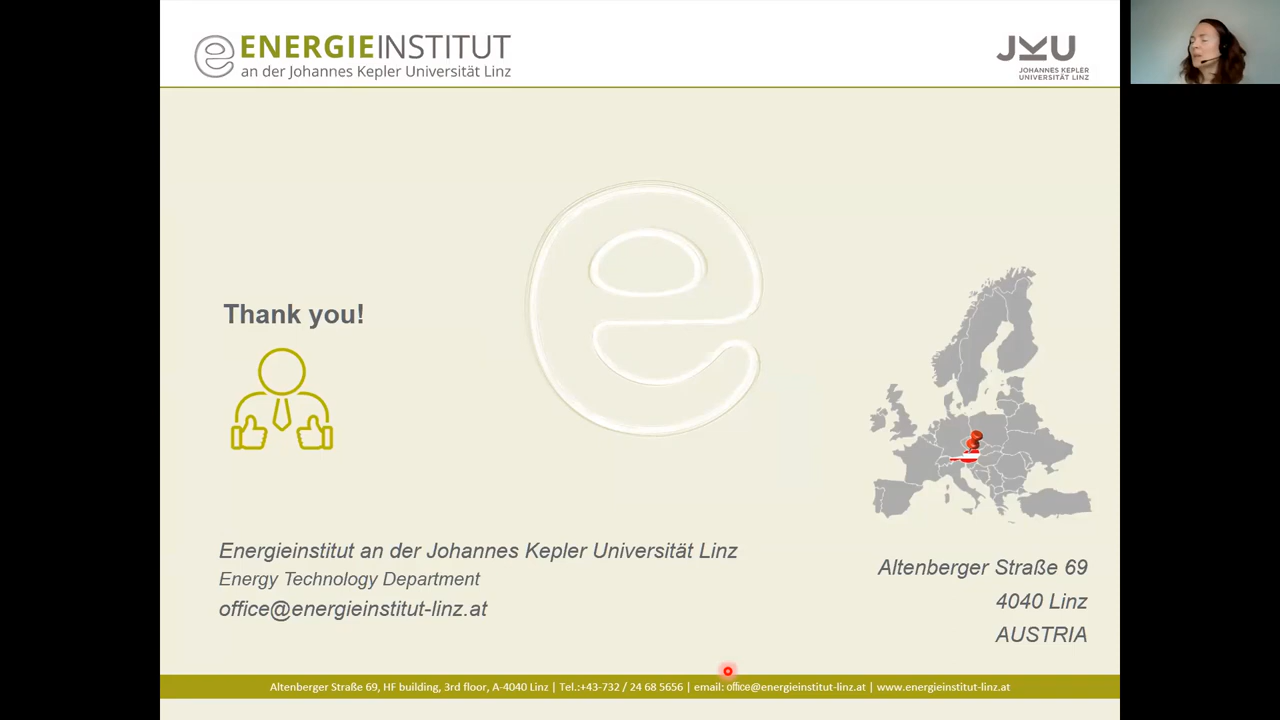 ENERGIEINSTITUT
an der Johannes Kepler Universität Linz
JKU
JOHANNES KEPLER
UNIVERSITÄT LINZ
Thank you!
Energieinstitut an der Johannes Kepler Universität Linz
Energy Technology Department
office@energieinstitut-linz.at
Altenberger Straße 69
4040 Linz
AUSTRIA
Altenberger Straße 69, HF building, 3rd floor, A-4040 Linz | Tel.:+43-732 / 24 68 5656 | email: office@energieinstitut-linz.at | www.energieinstitut-linz.at